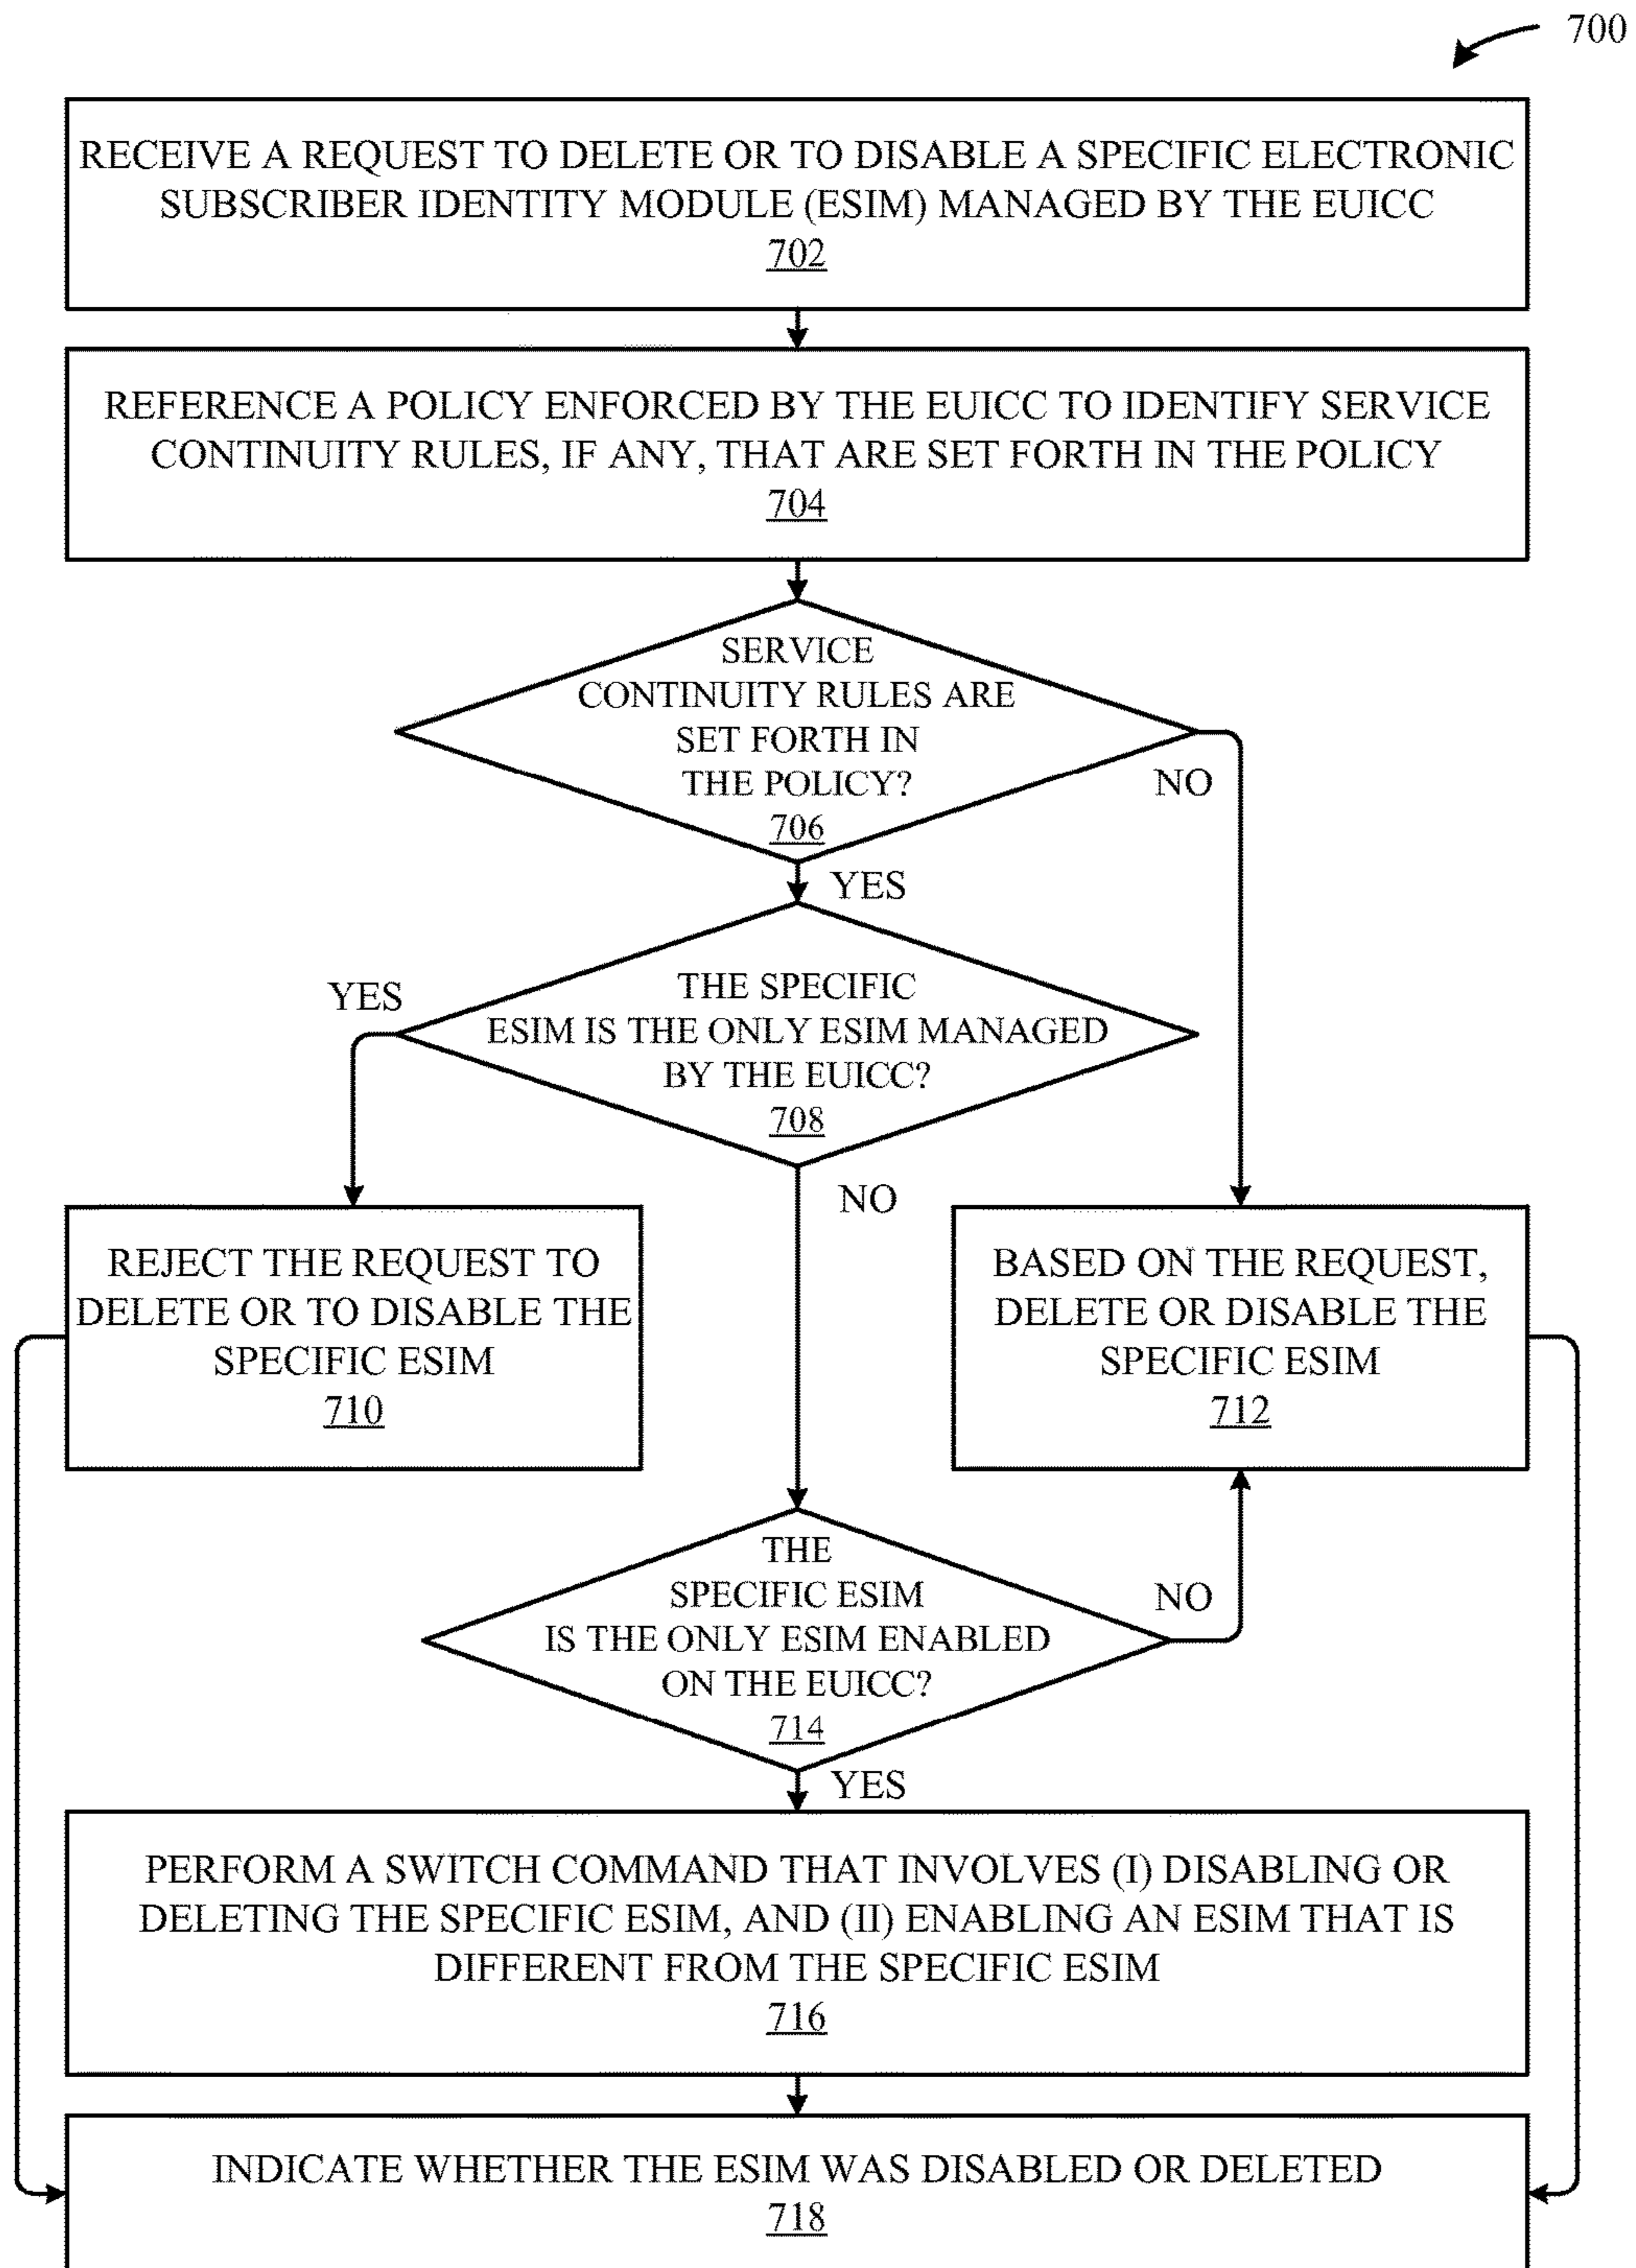 700
RECEIVE A REQUEST TO DELETE OR TO DISABLE A SPECIFIC ELECTRONIC
SUBSCRIBER IDENTITY MODULE (ESIM) MANAGED BY THE EUICC
702
REFERENCE A POLICY ENFORCED BY THE EUICC TO IDENTIFY SERVICE
CONTINUITY RULES, IF ANY, THAT ARE SET FORTH IN THE POLICY
704
SERVICE
CONTINUITY RULES ARE
SET FORTH IN
THE POLICY?
706
NO
YES
THE SPECIFIC
ESIM IS THE ONLY ESIM MANAGED
BY THE EUICC?
708
YES
NO
REJECT THE REQUEST TO
DELETE OR TO DISABLE THE
SPECIFIC ESIM
710
BASED ON THE REQUEST,
DELETE OR DISABLE THE
SPECIFIC ESIM
712
THE
SPECIFIC ESIM
IS THE ONLY ESIM ENABLED
ON THE EUICC?
714
NO
YES
PERFORM A SWITCH COMMAND THAT INVOLVES (I) DISABLING OR
DELETING THE SPECIFIC ESIM, AND (II) ENABLING AN ESIM THAT IS
DIFFERENT FROM THE SPECIFIC ESIM
716
INDICATE WHETHER THE ESIM WAS DISABLED OR DELETED
718